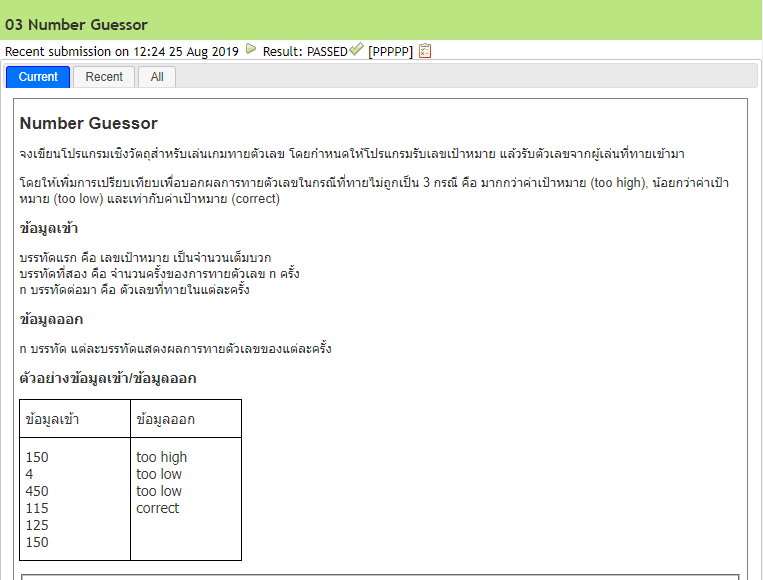 03 Number Guessor
Recent submission on 12:24 25 Aug 2019 Result: PASSED [PPPPP]
Current Recent All
Number Guessor
จงเขียนโปรแกรมเชิงวัตถุสำหรับเล่นเกมทายตัวเลข โดยกำหนดให้โปรแกรมรับเลขเป้าหมาย แล้วรับตัวเลขจากผู้เล่นที่ทายเข้ามา
โดยให้เพิ่มการเปรียบเทียบเพื่อบอกผลการทายตัวเลขในกรณีที่ทายไม่ถูกเป็น 3 กรณี คือ มากกว่าค่าเป้าหมาย (too high), น้อยกว่าค่าเป้า
หมาย (too low) และเท่ากับค่าเป้าหมาย (correct)
ข้อมูลเข้า
บรรทัดแรก คือ เลขเป้าหมาย เป็นจำนวนเต็มบวก
บรรทัดที่สอง คือ จำนวนครั้งของการทายตัวเลข n ครั้ง
n บรรทัดต่อมา คือ ตัวเลขที่ทายในแต่ละครั้ง
ข้อมูลออก
n บรรทัด แต่ละบรรทัดแสดงผลการทายตัวเลขของแต่ละครั้ง
ตัวอย่างข้อมูลเข้า/ข้อมูลออก
ข้อมูลเข้า ข้อมูลออก
150 too high
4 too low
450 too low
115 correct
125
150